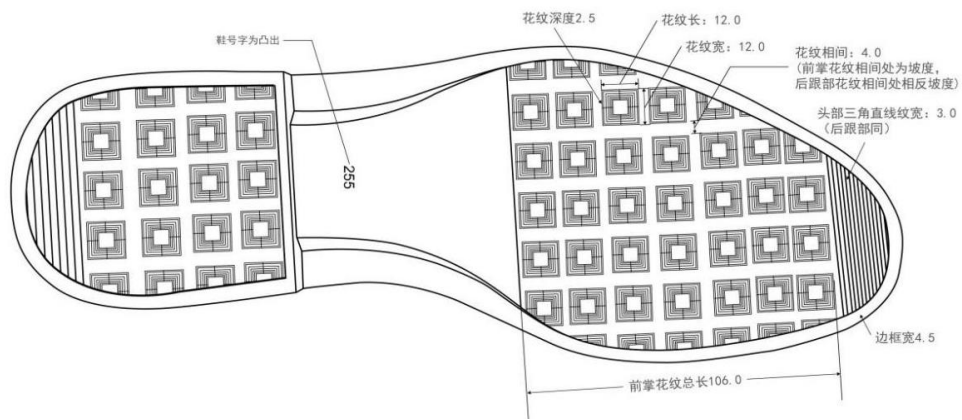 花纹深度2.5
花纹长: 12.0
鞋号字为凸出
花纹宽: 12.0
花纹相间: 4.0
(前掌花纹相间处为坡度,
后跟部花纹相间处相反坡度)
头部三角直线纹宽: 3.0
(后跟部同)
255
边框宽4.5
前掌花纹总长106.0